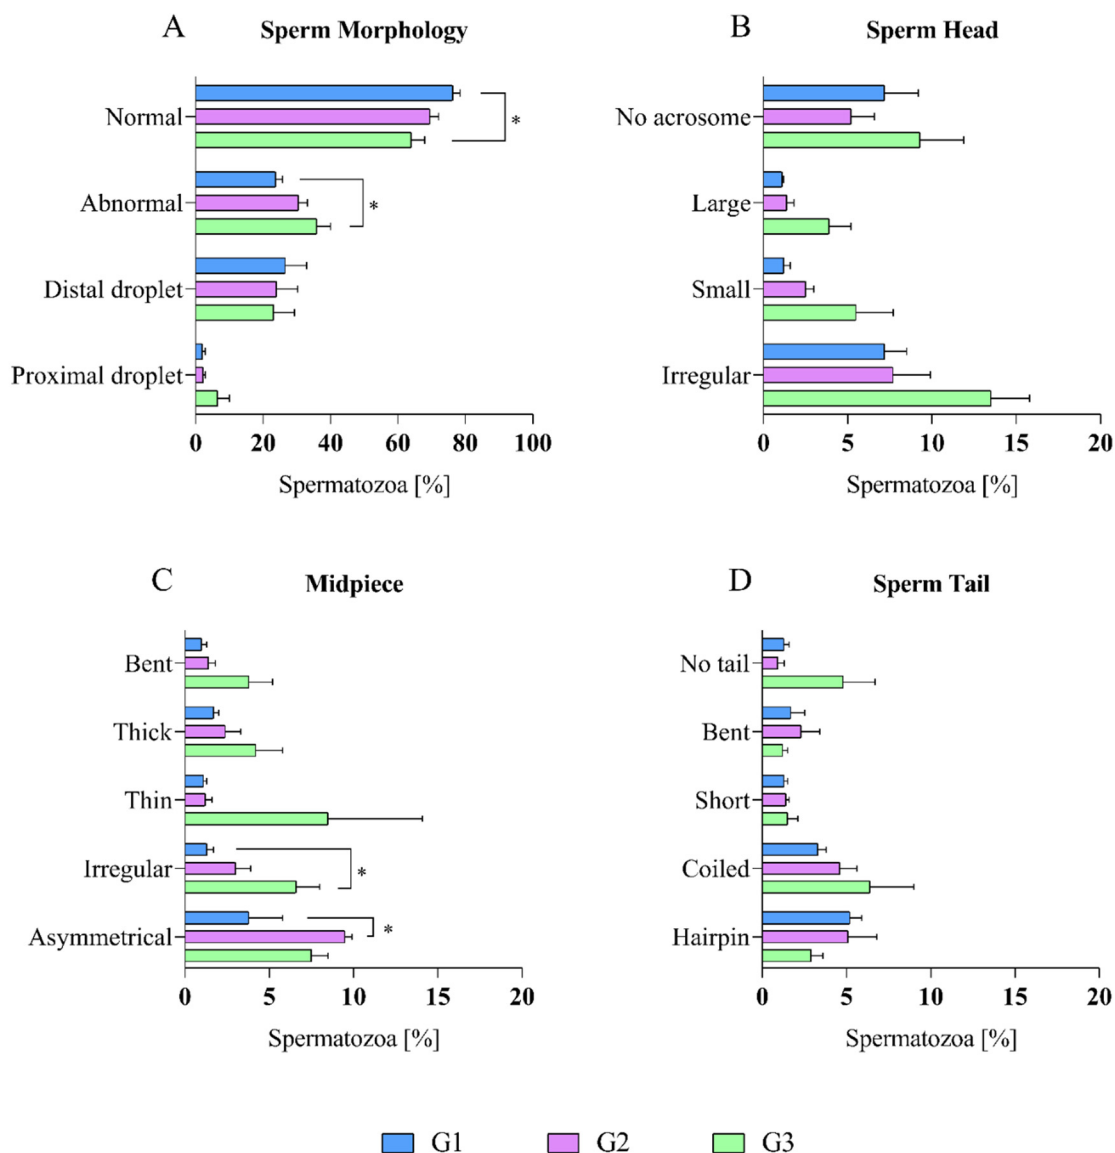 A Sperm Morphology
Normal
Abnormal
Distal droplet
Proximal droplet
*
*
0 20 40 60 80 100
Spermatozoa [%]
B Sperm Head
No acrosome
Large
Small
Irregular
0 5 10 15 20
Spermatozoa [%]
C Midpiece
Bent
Thick
Thin
Irregular
Asymmetrical
*
*
0 5 10 15 20
Spermatozoa [%]
D Sperm Tail
No tail
Bent
Short
Coiled
Hairpin
0 5 10 15 20
Spermatozoa [%]
G1 G2 G3